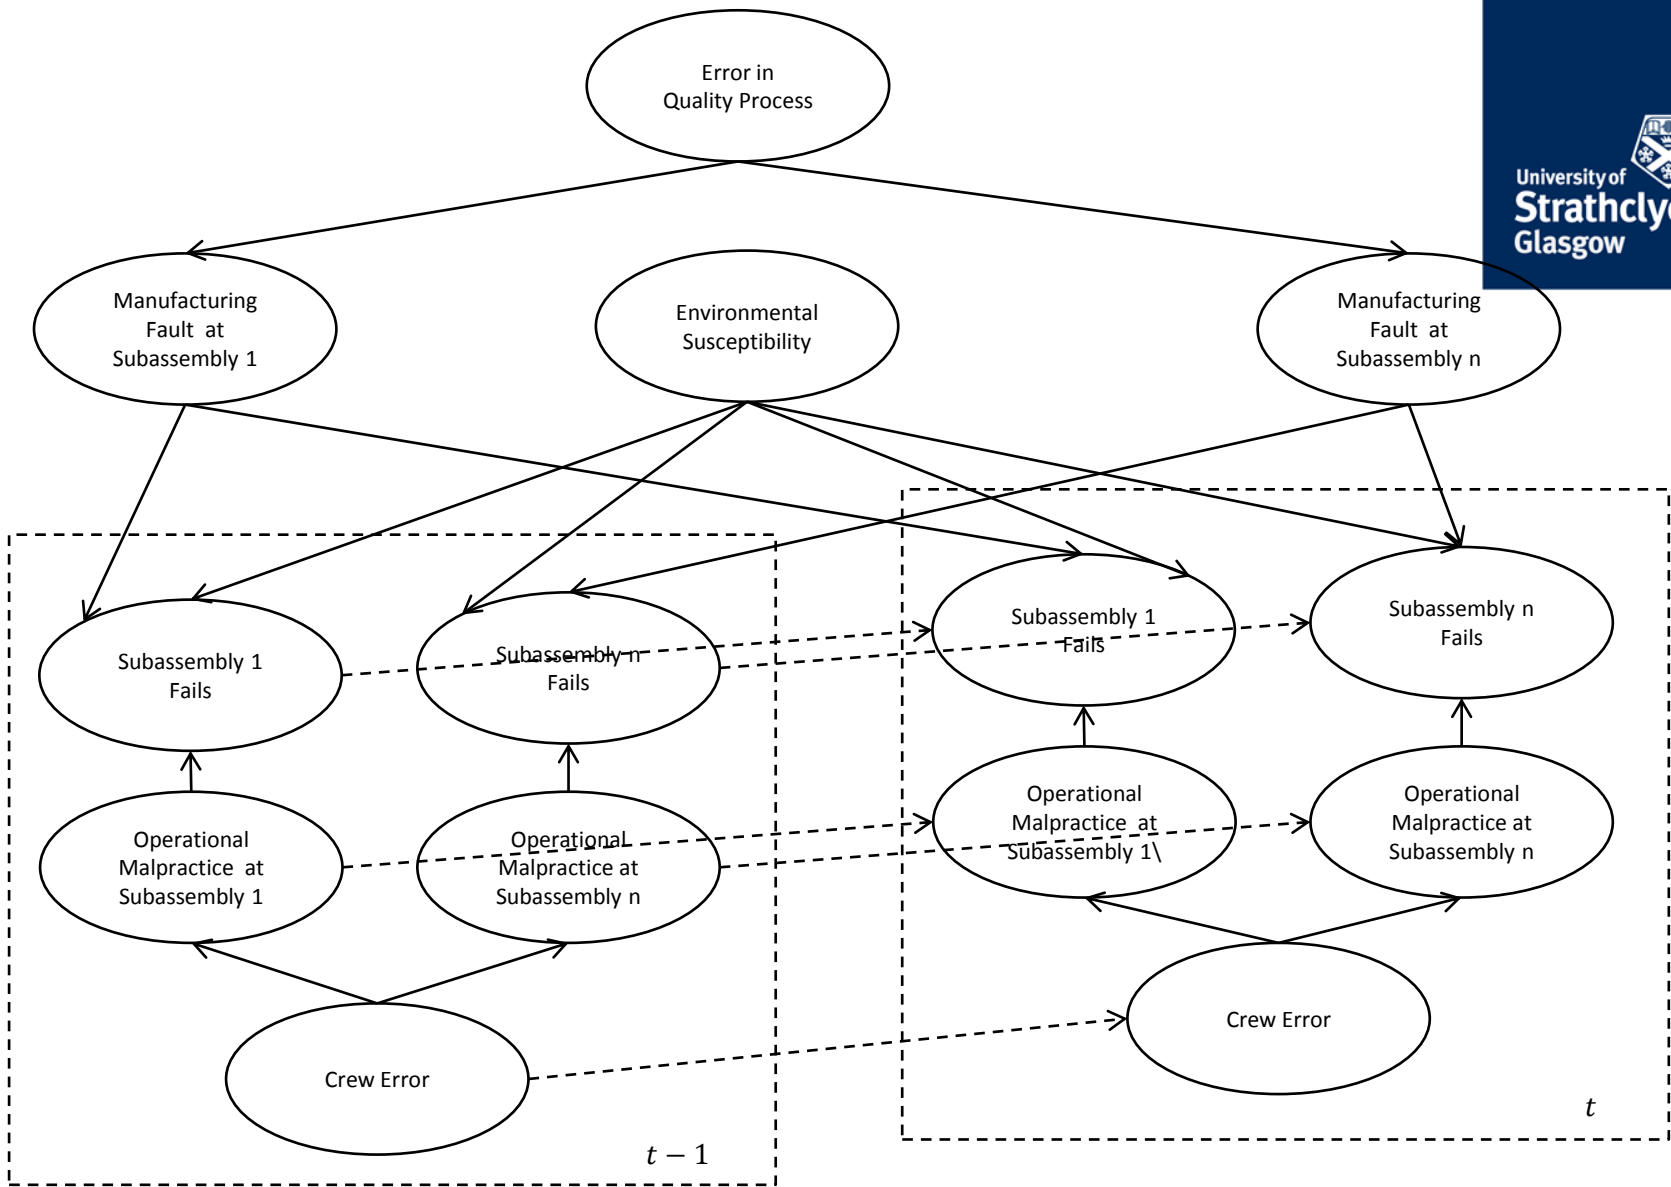 Error in
Quality Process
University of
Strathclyd
Glasgow
Manufacturing
Fault at
Subassembly 1
Environmental
Susceptibility
Manufacturing
Fault at
Subassembly n
Subassembly 1
Fails
Subassembly n
Fails
Subassembly 1
Fails
Subassembly n
Fails
Operational
Malpractice at
Subassembly 1
Operational
Malpractice at
Subassembly n
Operational
Malpractice at
Subassembly 1\
Operational
Malpractice at
Subassembly n
Crew Error
Crew Error
t − 1
t